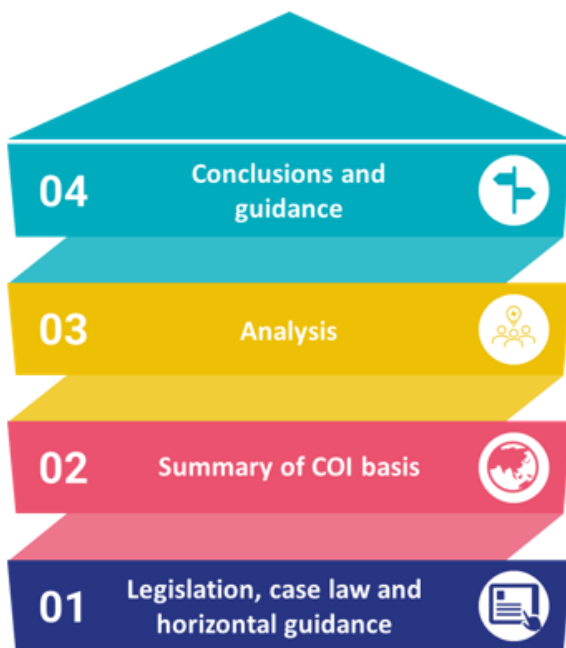 04
Conclusions and
guidance
03
Analysis
02
Summary of COI basis
01
Legislation, case law and
horizontal guidance